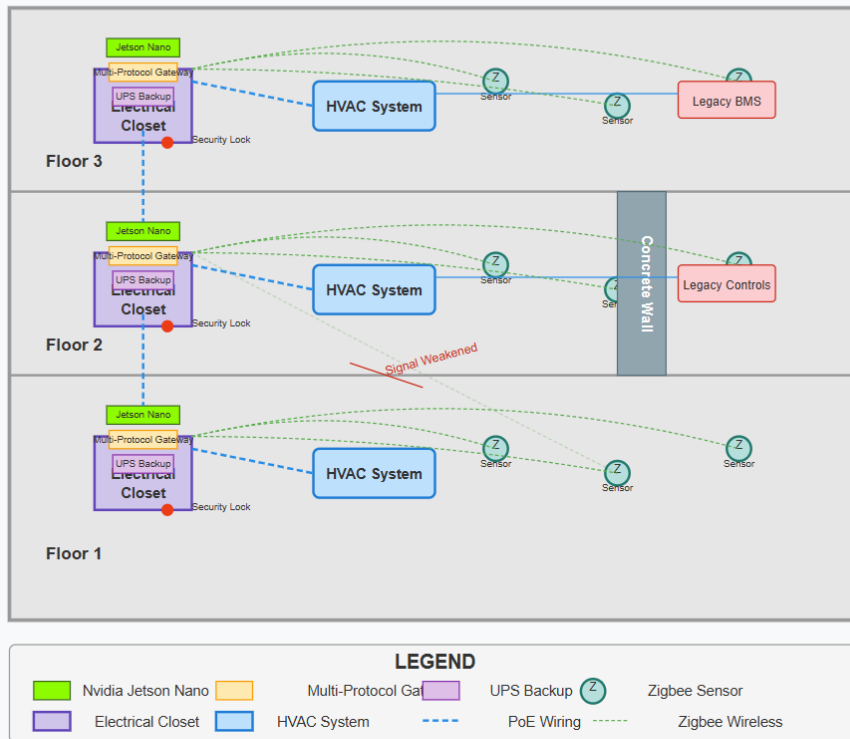 Jetson Nano
Multi-Protocol Gateway
UPS Backup
Electrical
Closet
Security Lock
Floor 3
HVAC System
Z
Sensor
Z
Sensor
Z
Legacy BMS
Jetson Nano
Multi-Protocol Gateway
UPS Backup
Electrical
Closet
Security Lock
Floor 2
HVAC System
Z
Sensor
Z
Z
Concrete Wall
Legacy Controls
Signal Weakened
Jetson Nano
Multi-Protocol Gateway
UPS Backup
Electrical
Closet
Security Lock
Floor 1
HVAC System
Z
Sensor
Z
Sensor
Z
Sensor
LEGEND
Nvidia Jetson Nano Multi-Protocol Gat UPS Backup Z Zigbee Sensor
Electrical Closet HVAC System PoE Wiring Zigbee Wireless